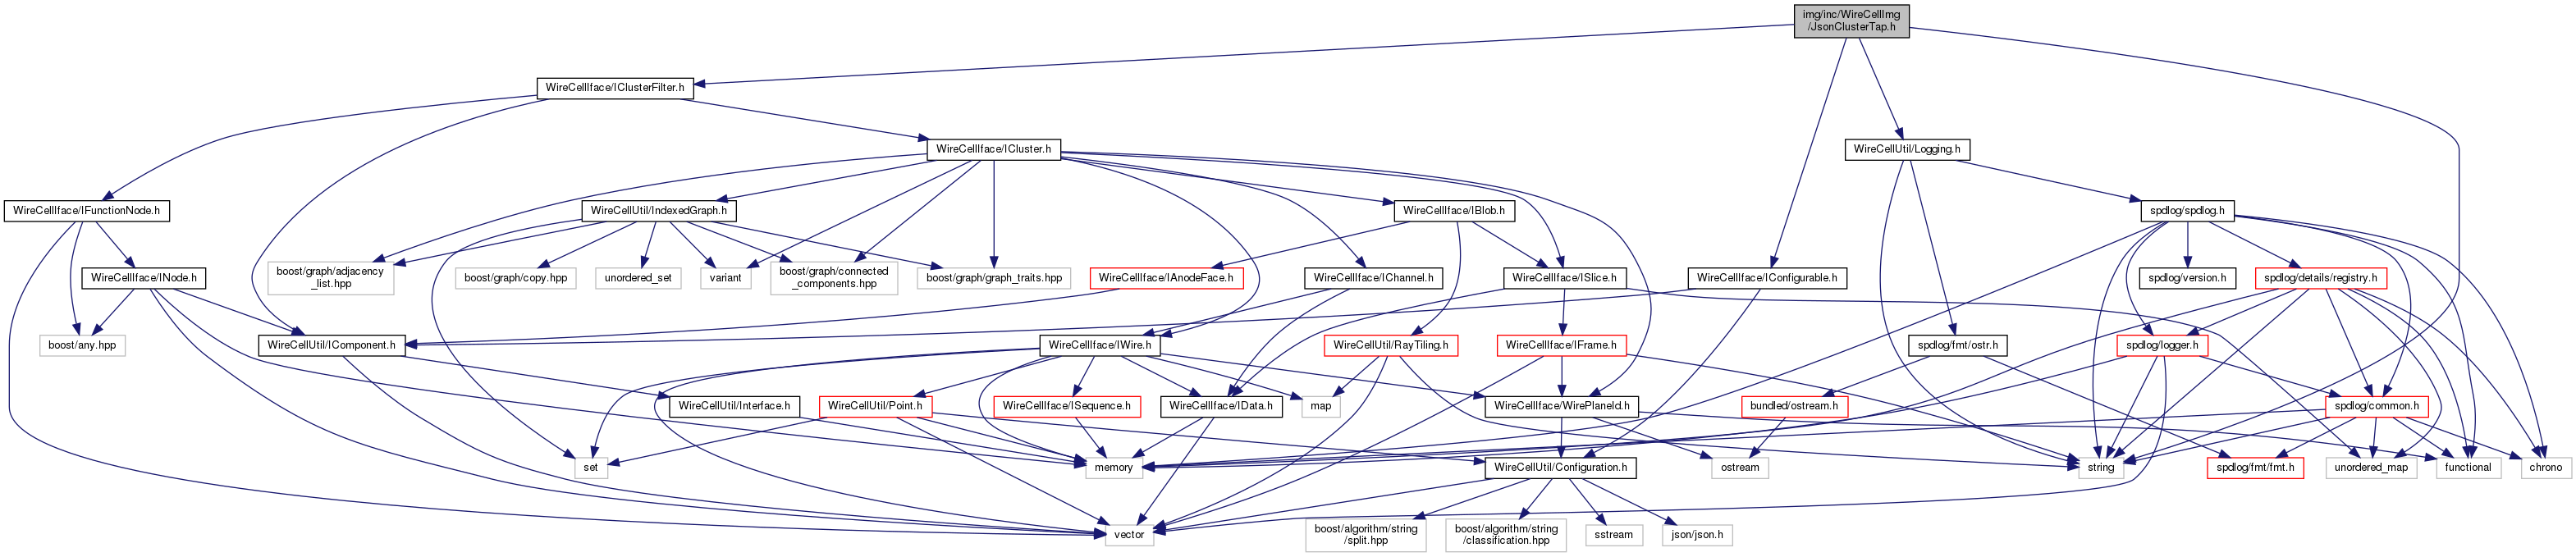 img/inc/WireCellImg
/JsonClusterTap.h
WireCellIface/IClusterFilter.h
WireCellIface/ICluster.h
WireCellUtil/Logging.h
WireCellIface/IFunctionNode.h
WireCellUtil/IndexedGraph.h
WireCellIface/IBlob.h
spdlog/spdlog.h
WireCellIface/INode.h
boost/graph/adjacency
_list.hpp
boost/graph/copy.hpp
unordered_set
variant
boost/graph/connected
_components.hpp
boost/graph/graph_traits.hpp
WireCellIface/IAnodeFace.h
WireCellIface/IChannel.h
WireCellIface/ISlice.h
WireCellIface/IConfigurable.h
spdlog/version.h
spdlog/details/registry.h
boost/any.hpp
WireCellUtil/IComponent.h
WireCellIface/IWire.h
WireCellUtil/RayTiling.h
WireCellIface/IFrame.h
spdlog/fmt/ostr.h
spdlog/logger.h
WireCellUtil/Interface.h
WireCellUtil/Point.h
WireCellIface/ISequence.h
WireCellIface/IData.h
map
WireCellIface/WirePlaneId.h
bundled/ostream.h
spdlog/common.h
set
memory
WireCellUtil/Configuration.h
ostream
string
spdlog/fmt/fmt.h
unordered_map
functional
chrono
vector
boost/algorithm/string
/split.hpp
boost/algorithm/string
/classification.hpp
sstream
json/json.h